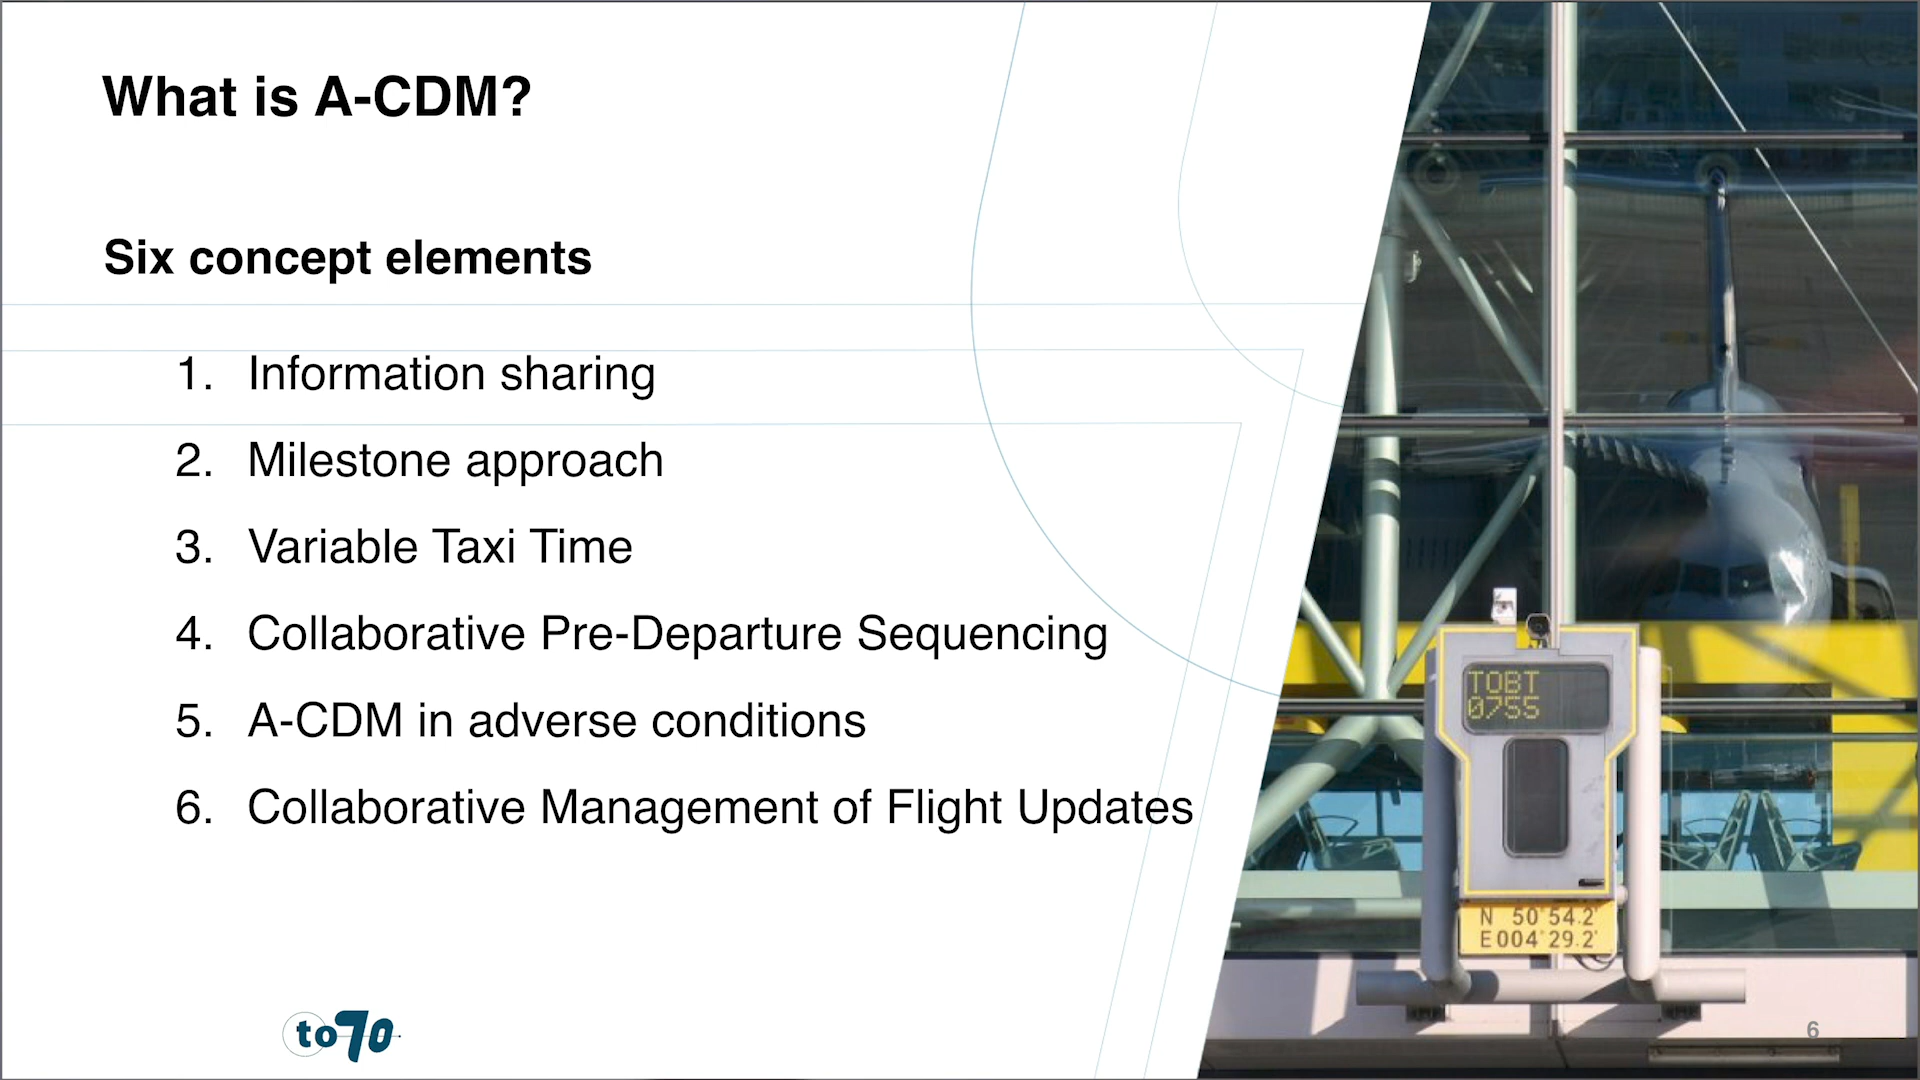 What is A-CDM?
Six concept elements
1. Information sharing
2. Milestone approach
3. Variable Taxi Time
4. Collaborative Pre-Departure Sequencing
5. A-CDM in adverse conditions
6. Collaborative Management of Flight Updates
TOBT
0755
N 50°54.2'
E004°29.2'
to70
6